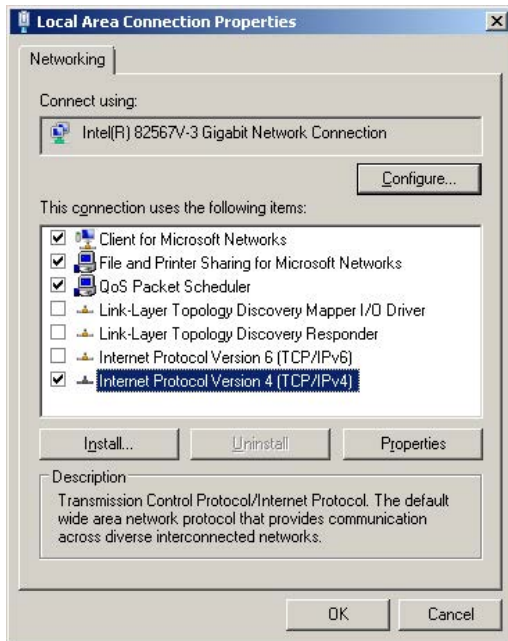 Local Area Connection Properties
Networking
Connect using:
Intel(R) 82567V-3 Gigabit Network Connection
Configure...
This connection uses the following items:
Client for Microsoft Networks
File and Printer Sharing for Microsoft Networks
QoS Packet Scheduler
Link-Layer Topology Discovery Mapper I/O Driver
Link-Layer Topology Discovery Responder
Internet Protocol Version 6 (TCP/IPv6)
Internet Protocol Version 4 (TCP/IPv4)
Install... Uninstall Properties
Description
Transmission Control Protocol/Internet Protocol. The default
wide area network protocol that provides communication
across diverse interconnected networks.
OK Cancel